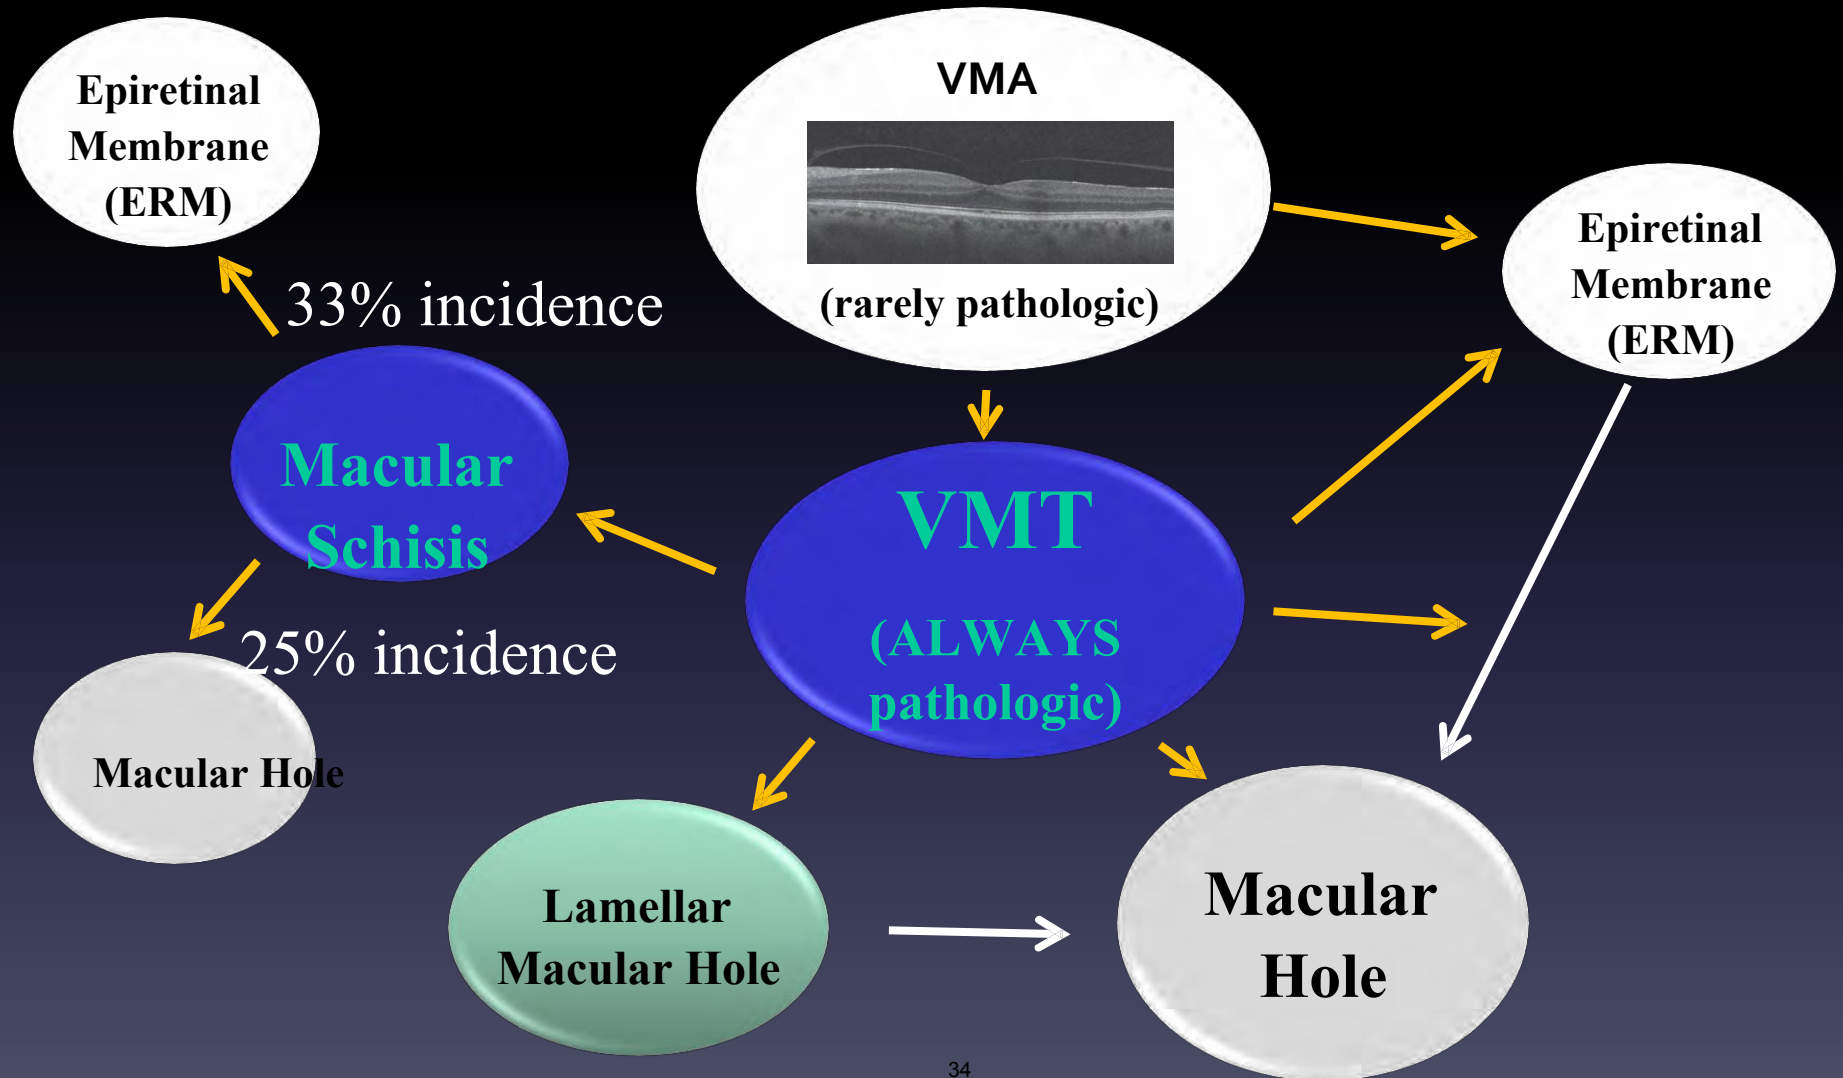 Epiretinal
Membrane
(ERM)
VMA
(rarely pathologic)
Epiretinal
Membrane
(ERM)
33% incidence
Macular
Schisis
VMT
(ALWAYS
pathologic)
25% incidence
Macular Hole
Lamellar
Macular Hole
Macular
Hole
34